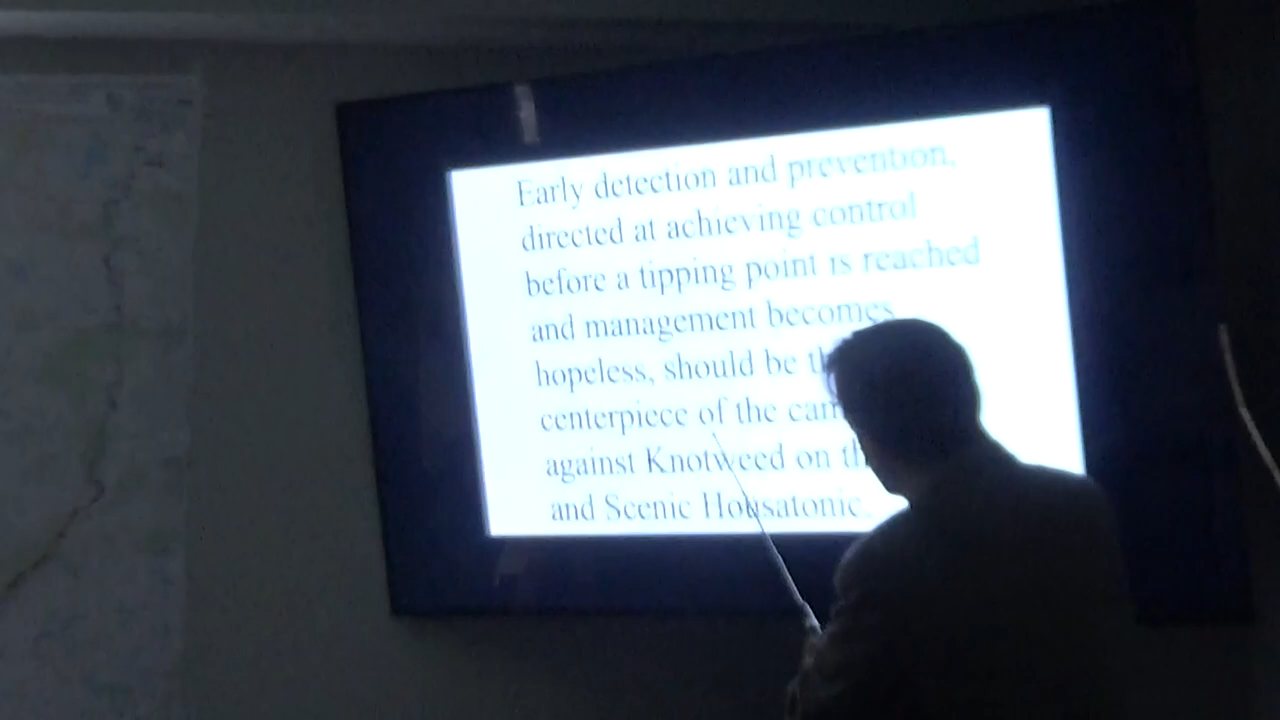 Early detection and prevention,
directed at achieving control
before a tipping point is reached
and management becomes
hopeless, should be
centerpiece of the
against Knotweed on
and Scenic Housatonic.